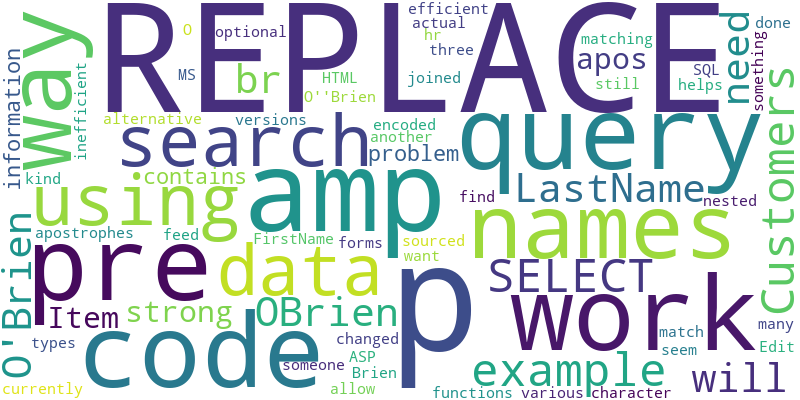 REPLACE
way
efficient
actual
hr
three
joined
O
optional
MS
br
HTML
O''Brien
matching
apos
still
need
done
something
SQL
helps
information
inefficient
alternative
versions
encoded
another
problem
search
query
Customers
kind
contains
using
amp
LastName
find
nested
names
apostrophes
feed
FirstName
forms
sourced
want
O'Brien
pre
data
p
SELECT
work
Item
strong
OBrien
code
types
changed
ASP
someone
Brien
currently
allow
example
match
seem
many
Edit
will
functions
various
character